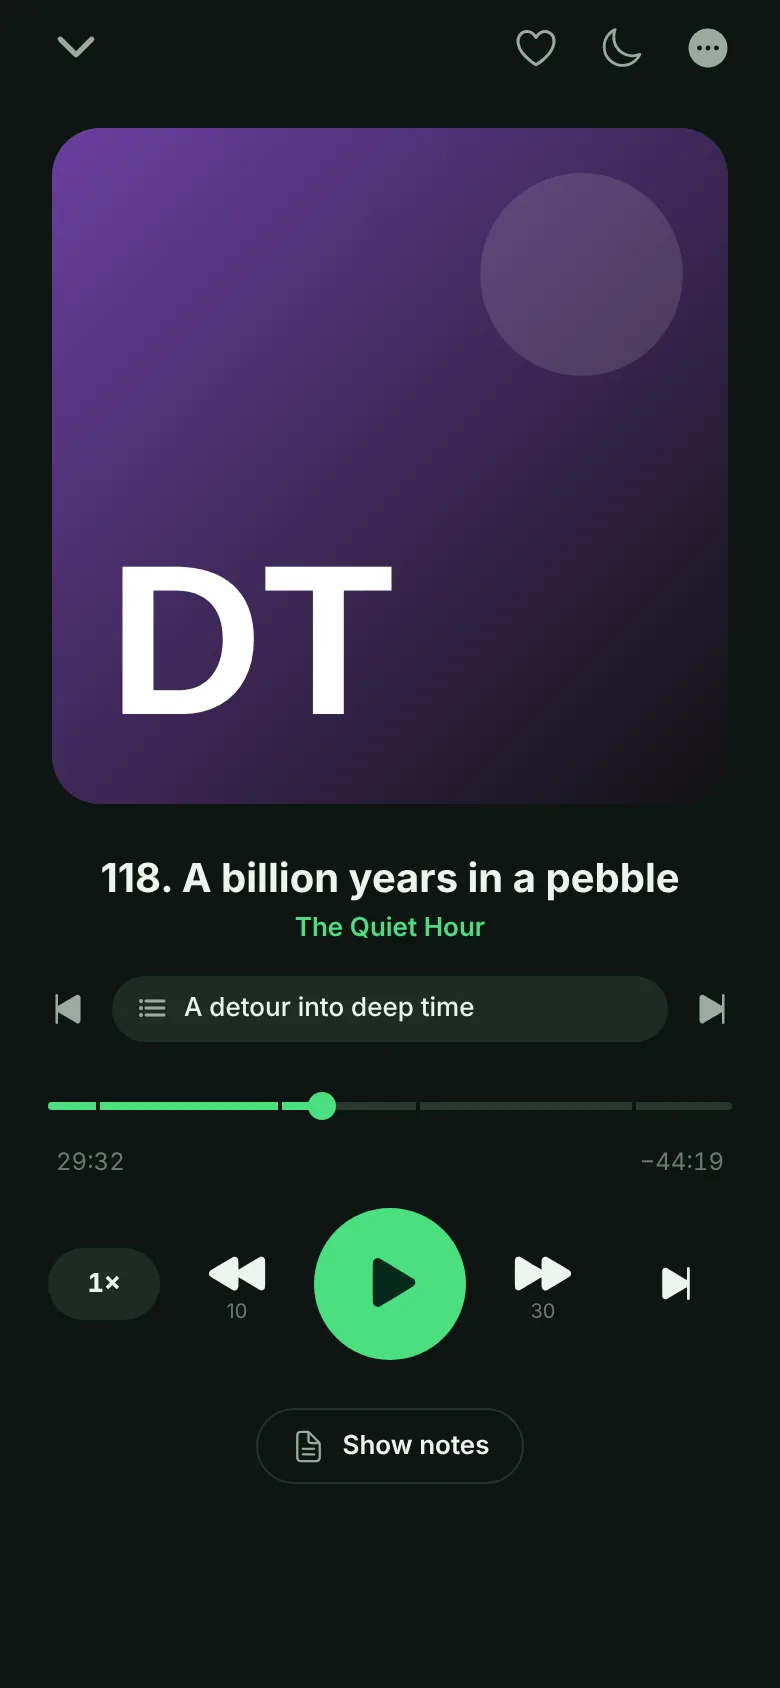 DT
118. A billion years in a pebble
The Quiet Hour
A detour into deep time
29:32
−44:19
1×
10
30
Show notes